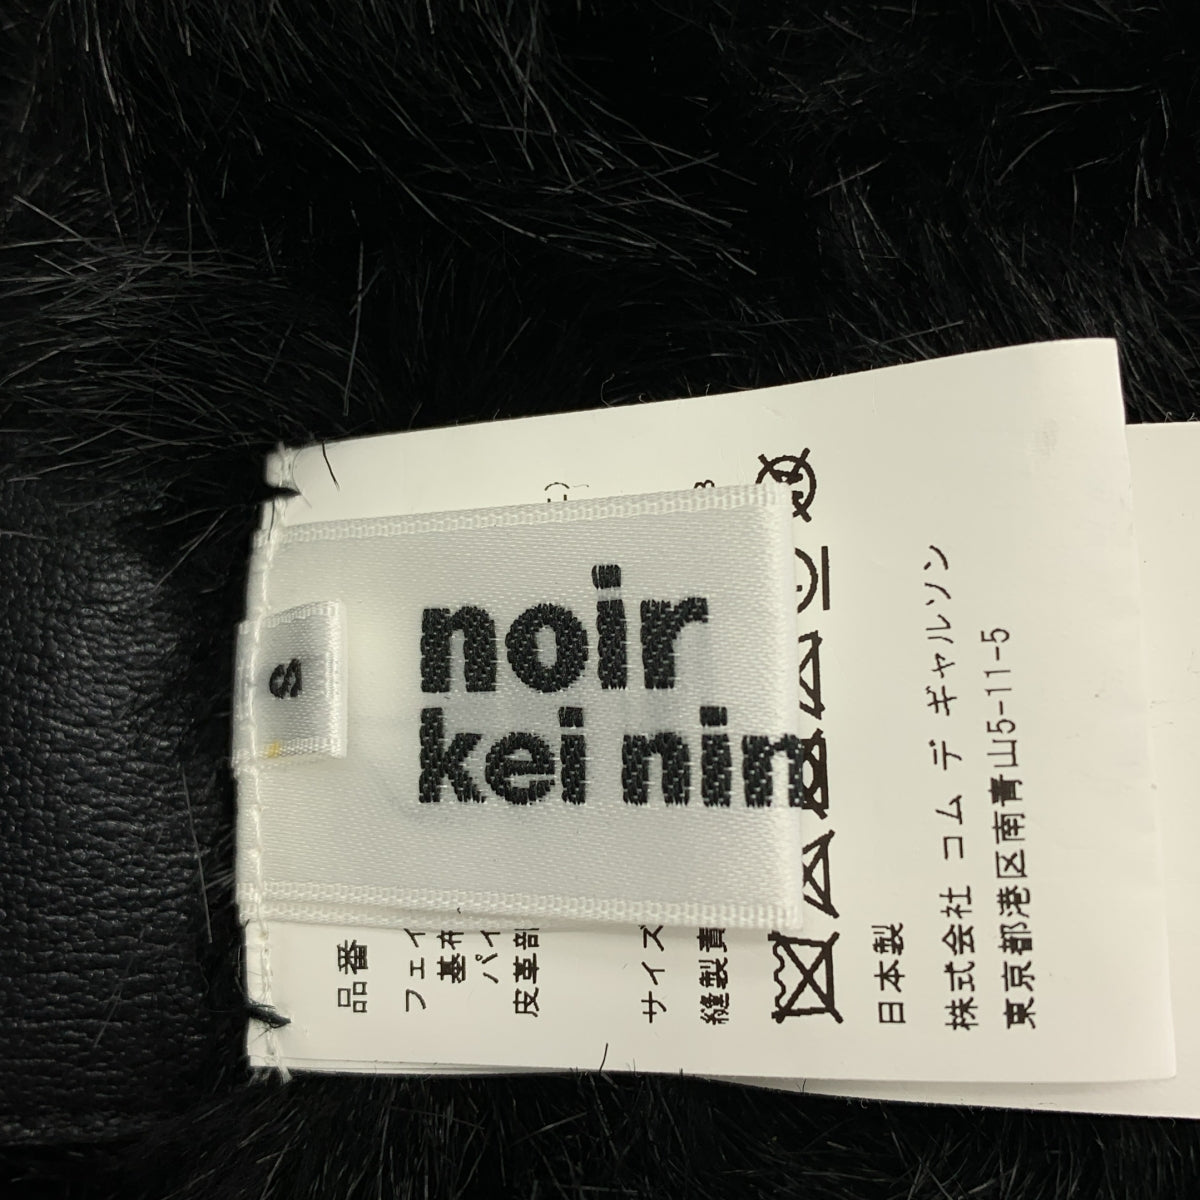 noir
kei nin
S
品番
フェイ
基布
パイ
皮革部
サイズ
縫製責
日本製
株式会社 コム デ ギャルソン
東京都港区南青山5-11-5